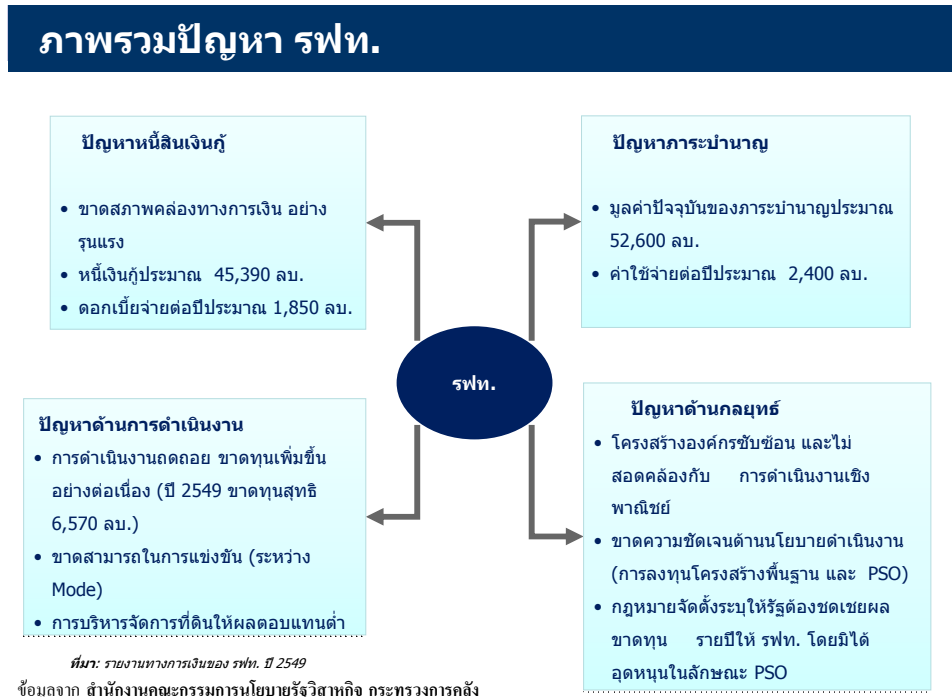 ภาพรวมปัญหา รฟท.
ปัญหาหนี้สินเงินกู้
• ขาดสภาพคล่องทางการเงิน อย่าง
รุนแรง
• หนี้เงินกู้ประมาณ 45,390 ลบ.
• ดอกเบี้ยจ่ายต่อปีประมาณ 1,850 ลบ.
ปัญหาภาระบำนาญ
• มูลค่าปัจจุบันของภาระบำนาญประมาณ
52,600 ลบ.
• ค่าใช้จ่ายต่อปีประมาณ 2,400 ลบ.
รฟท.
ปัญหาด้านการดำเนินงาน
• การดำเนินงานถดถอย ขาดทุนเพิ่มขึ้น
อย่างต่อเนื่อง (ปี 2549 ขาดทุนสุทธิ
6,570 ลบ.)
• ขาดสามารถในการแข่งขัน (ระหว่าง
Mode)
• การบริหารจัดการที่ดินให้ผลตอบแทนต่ำ
ปัญหาด้านกลยุทธ์
• โครงสร้างองค์กรซับซ้อน และไม่
สอดคล้องกับ การดำเนินงานเชิง
พาณิชย์
• ขาดความชัดเจนด้านนโยบายดำเนินงาน
(การลงทุนโครงสร้างพื้นฐาน และ PSO)
• กฎหมายจัดตั้งระบุให้รัฐต้องชดเชยผล
ขาดทุน รายปีให้ รฟท. โดยมิได้
อุดหนุนในลักษณะ PSO
ที่มา: รายงานทางการเงินของ รฟท. ปี 2549
ข้อมูลจาก สำนักงานคณะกรรมการนโยบายรัฐวิสาหกิจ กระทรวงการคลัง